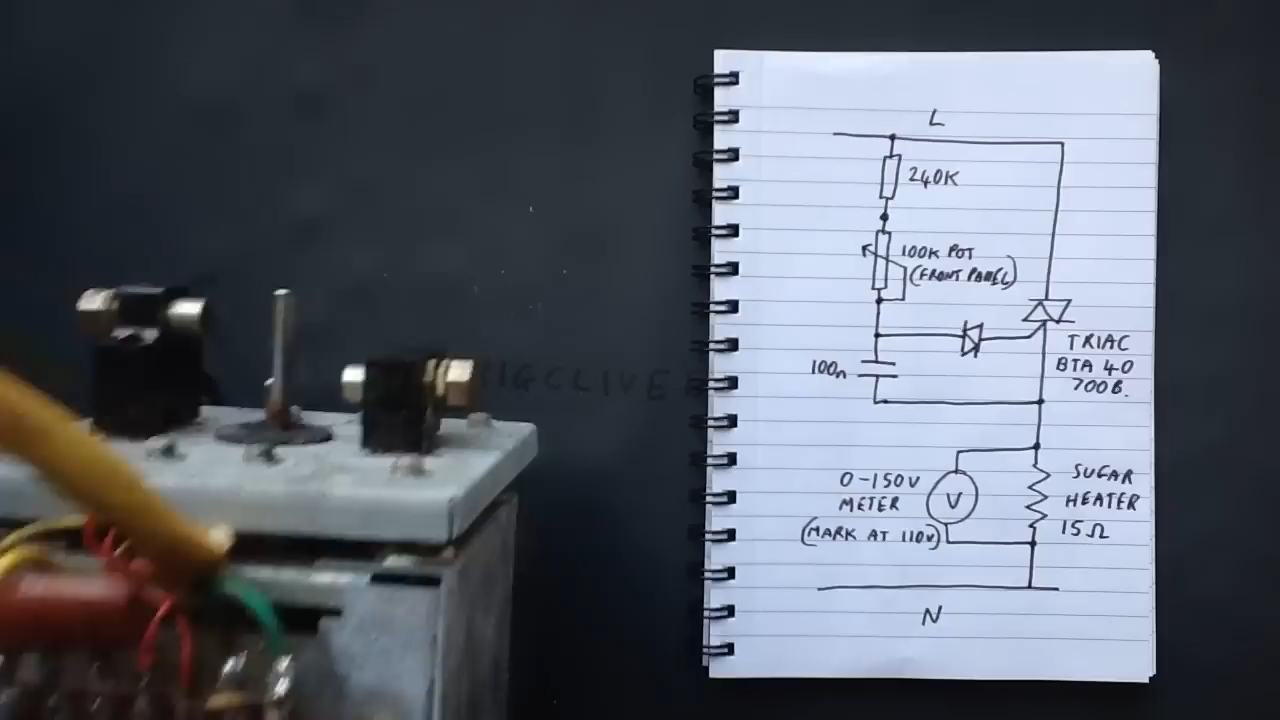 L
240K
100K POT
(FRONT PANEL)
100n
TRIAC
BTA 40
700B.
0-150V
METER
(MARK AT 110V)
V
SUGAR
HEATER
15Ω
N
BIGCLIVE